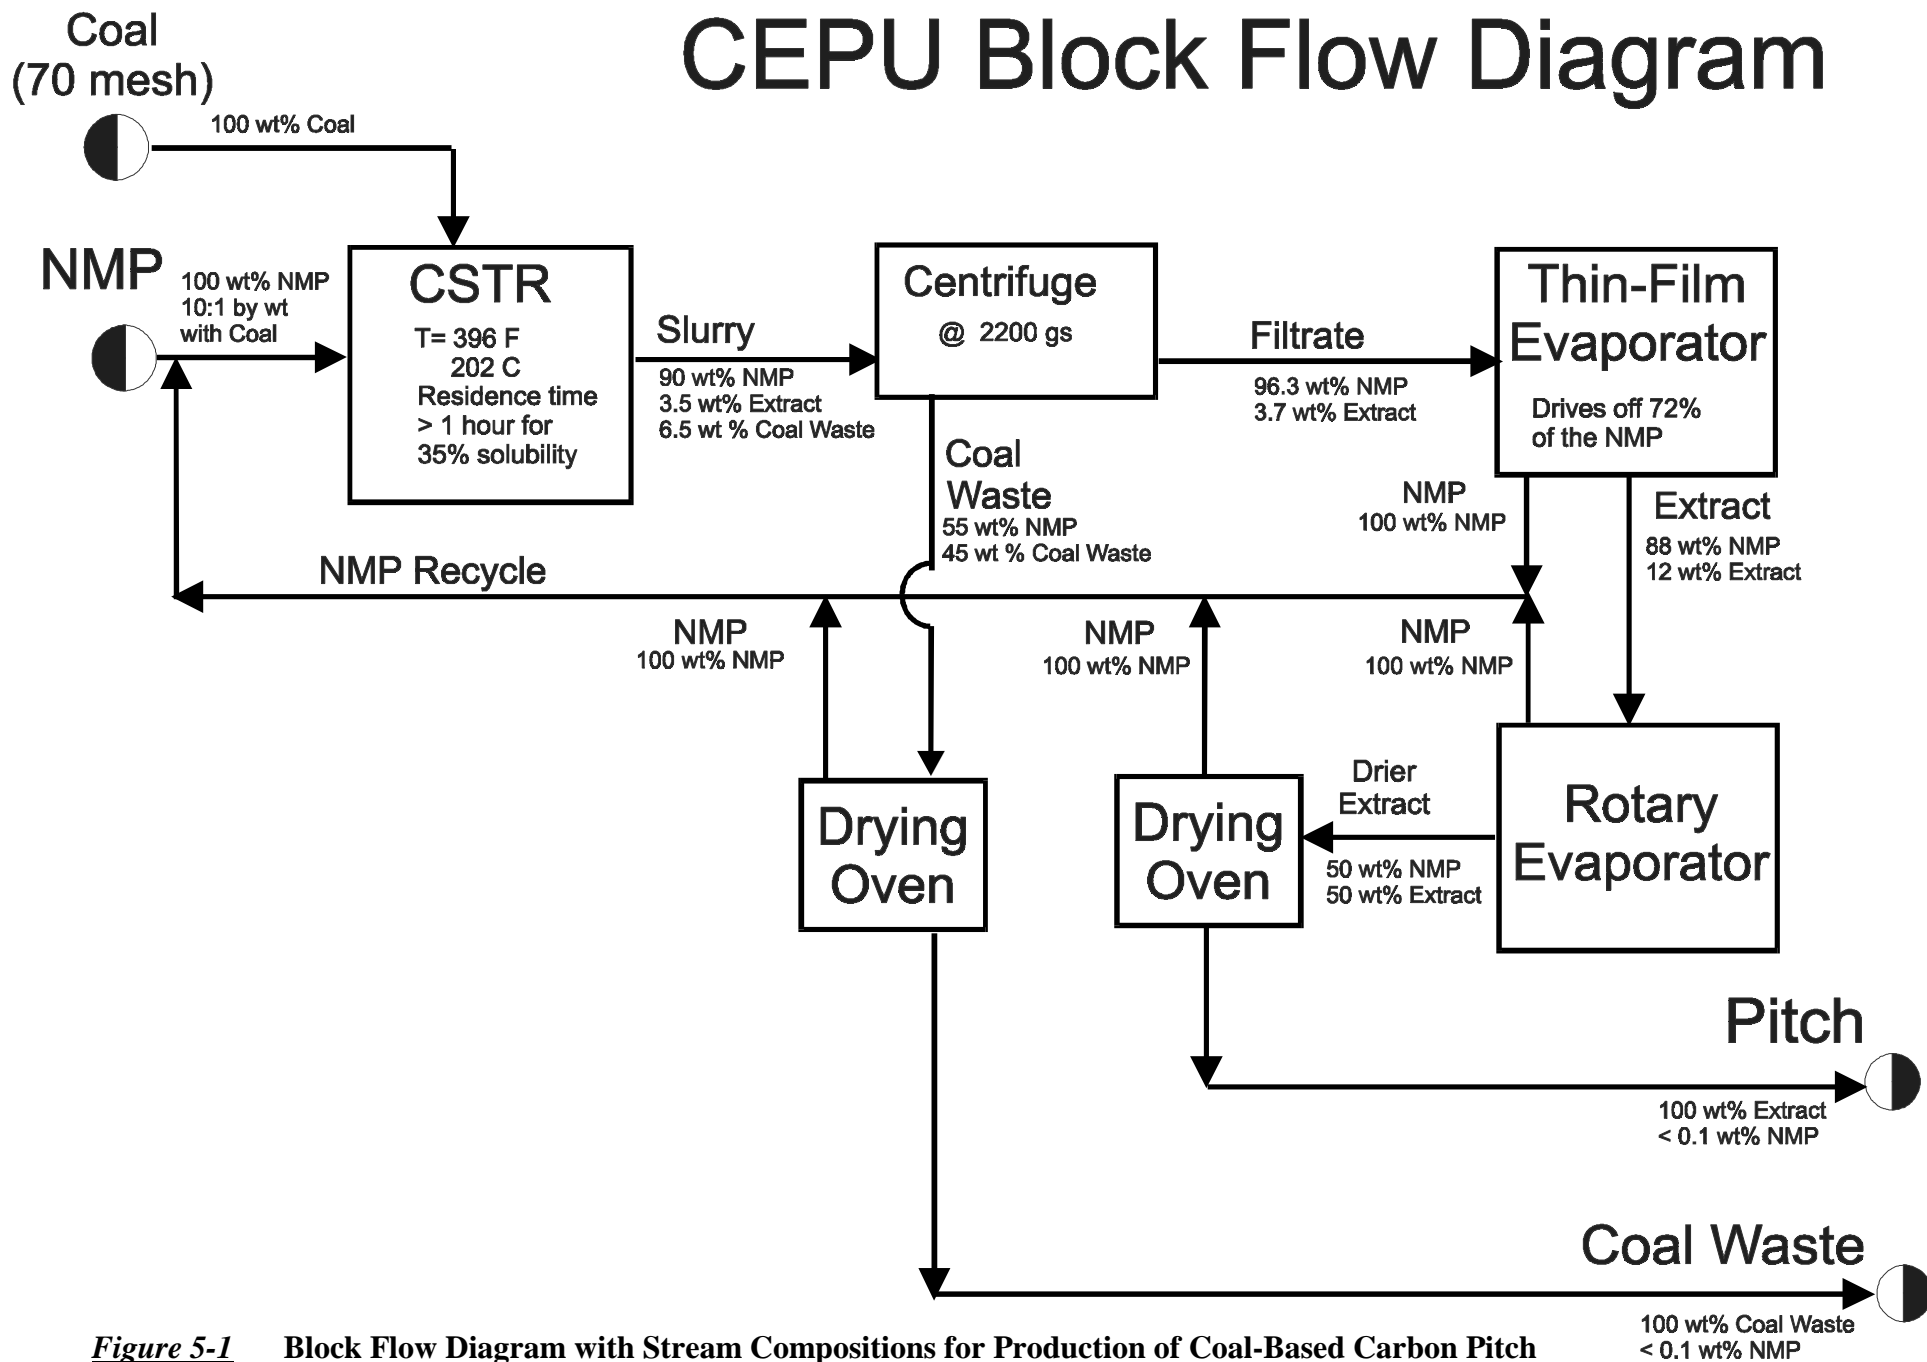 CEPU Block Flow Diagram
Coal
(70 mesh)
100 wt% Coal
NMP
100 wt% NMP
10:1 by wt
with Coal
CSTR
T= 396 F
202 C
Residence time
> 1 hour for
35% solubility
Slurry
90 wt% NMP
3.5 wt% Extract
6.5 wt % Coal Waste
Centrifuge
@ 2200 gs
Filtrate
96.3 wt% NMP
3.7 wt% Extract
Thin-Film
Evaporator
Drives off 72%
of the NMP
Coal
Waste
55 wt% NMP
45 wt % Coal Waste
NMP
100 wt% NMP
Extract
88 wt% NMP
12 wt% Extract
NMP Recycle
NMP
100 wt% NMP
NMP
100 wt% NMP
NMP
100 wt% NMP
Drying
Oven
Drying
Oven
Drier
Extract
50 wt% NMP
50 wt% Extract
Rotary
Evaporator
Pitch
100 wt% Extract
< 0.1 wt% NMP
Coal Waste
100 wt% Coal Waste
< 0.1 wt% NMP
Figure 5-1 Block Flow Diagram with Stream Compositions for Production of Coal-Based Carbon Pitch